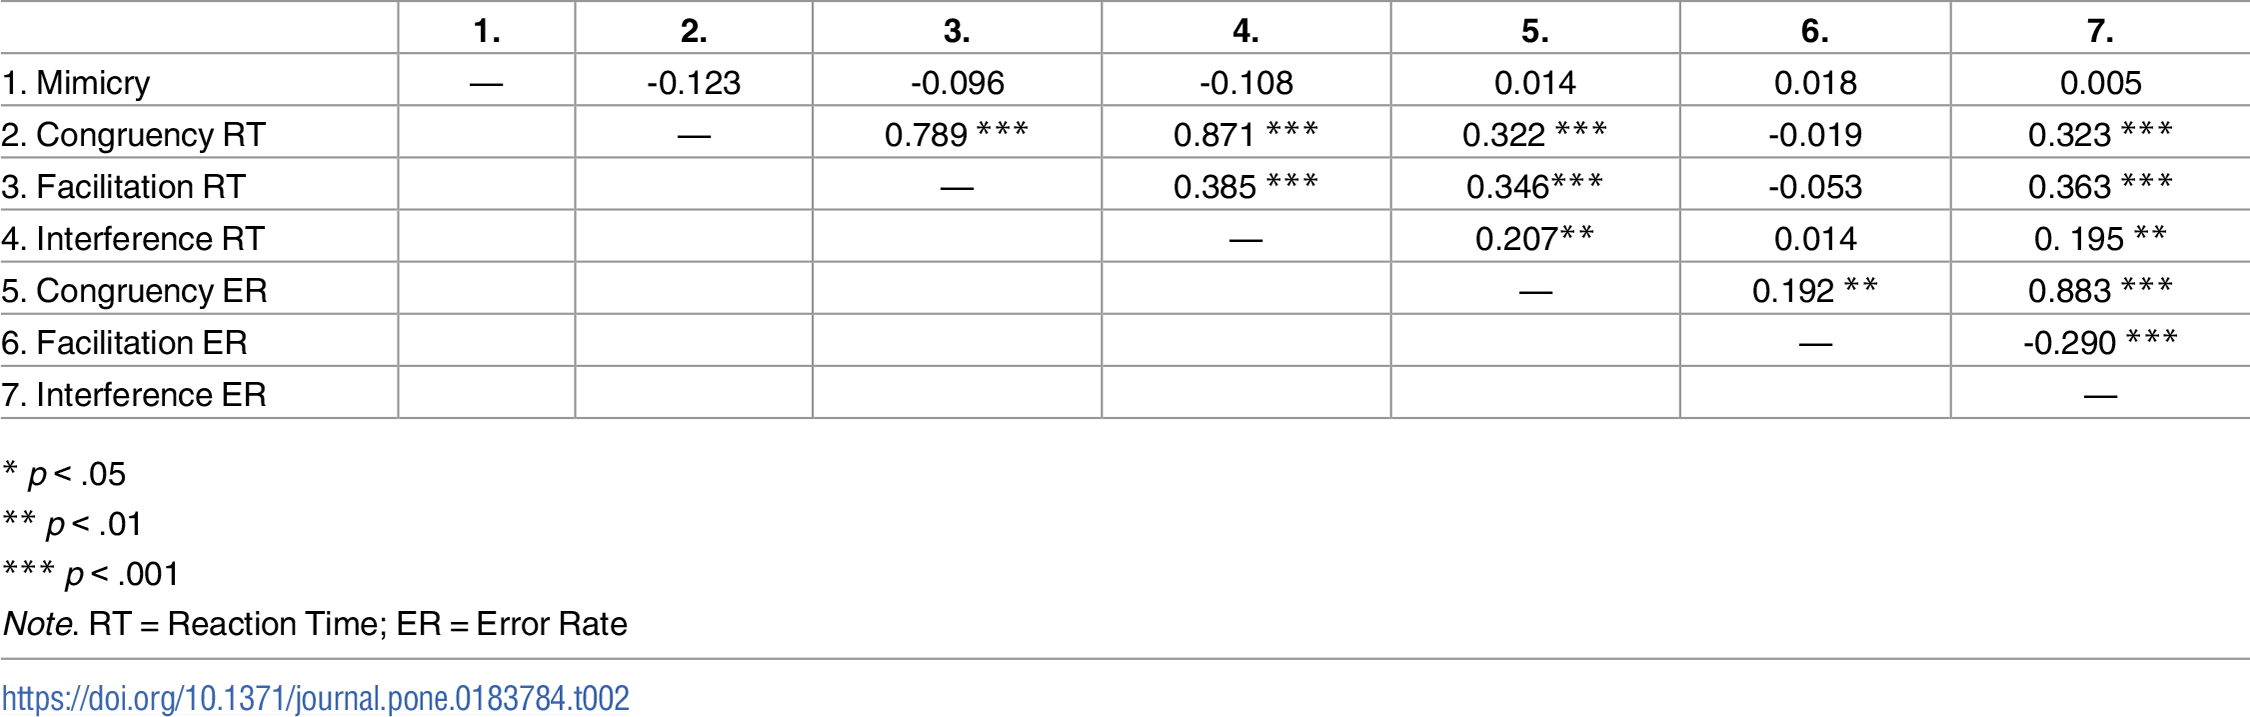 1. 2. 3. 4. 5. 6. 7.
1. Mimicry — -0.123 -0.096 -0.108 0.014 0.018 0.005
2. Congruency RT — 0.789 *** 0.871 *** 0.322 *** -0.019 0.323 ***
3. Facilitation RT — 0.385 *** 0.346*** -0.053 0.363 ***
4. Interference RT — 0.207** 0.014 0. 195 **
5. Congruency ER — 0.192 ** 0.883 ***
6. Facilitation ER — -0.290 ***
7. Interference ER —
* p < .05
** p < .01
*** p < .001
Note. RT = Reaction Time; ER = Error Rate
https://doi.org/10.1371/journal.pone.0183784.t002